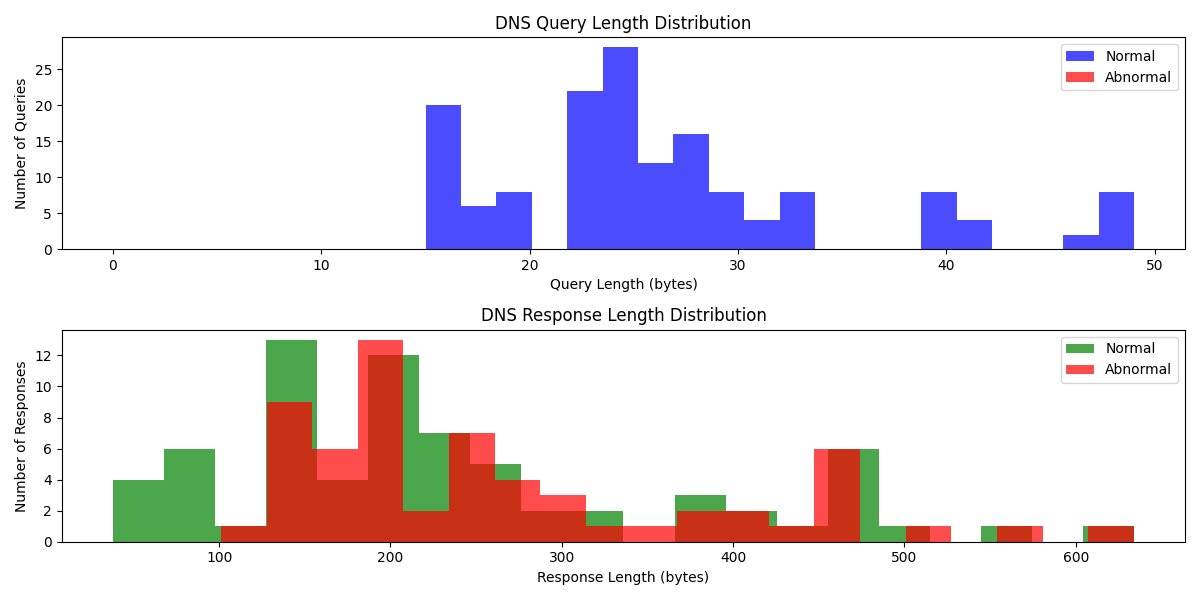 DNS Query Length Distribution
Number of Queries
25
20
15
10
5
0
Normal
Abnormal
0 10 20 30 40 50
Query Length (bytes)
DNS Response Length Distribution
Number of Responses
12
10
8
6
4
2
0
Normal
Abnormal
100 200 300 400 500 600
Response Length (bytes)